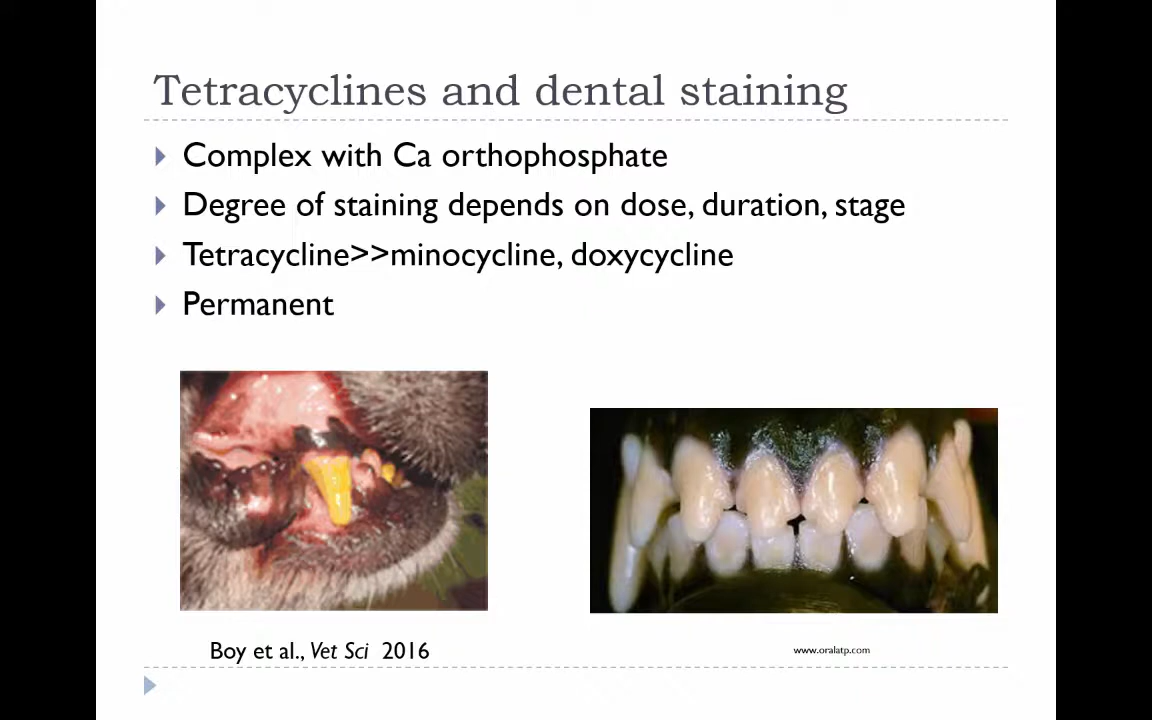 Tetracyclines and dental staining
Complex with Ca orthophosphate
Degree of staining depends on dose, duration, stage
Tetracycline>>minocycline, doxycycline
Permanent
Boy et al., Vet Sci 2016
www.oralatp.com